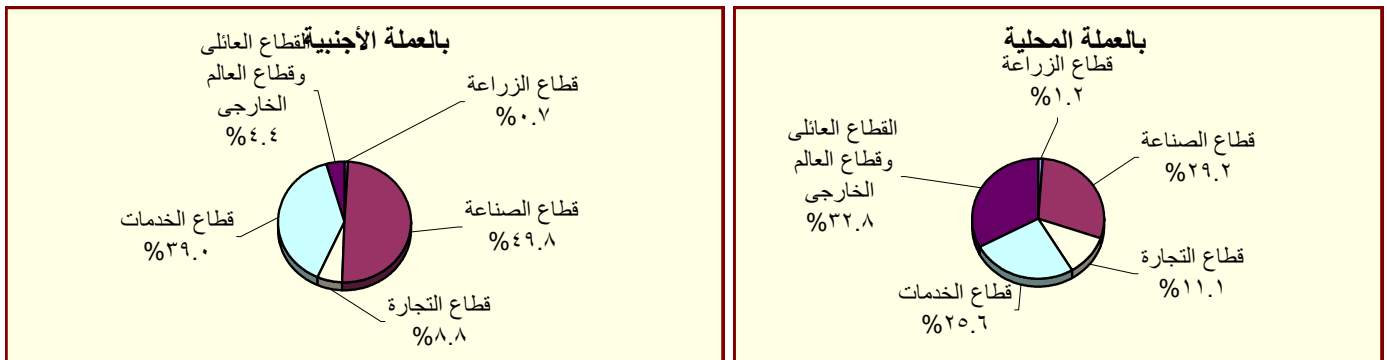 بالعملة المحلية
قطاع الزراعة
%١.٢
قطاع الصناعة
%٢٩.٢
قطاع التجارة
%١١.١
قطاع الخدمات
%٢٥.٦
القطاع العائلى
وقطاع العالم
الخارجى
%٣٢.٨
بالعملة الأجنبية
قطاع الزراعة
%٠.٧
قطاع الصناعة
%٤٩.٨
قطاع التجارة
%٨.٨
قطاع الخدمات
%٣٩.٠
القطاع العائلى
وقطاع العالم
الخارجى
%٤.٤